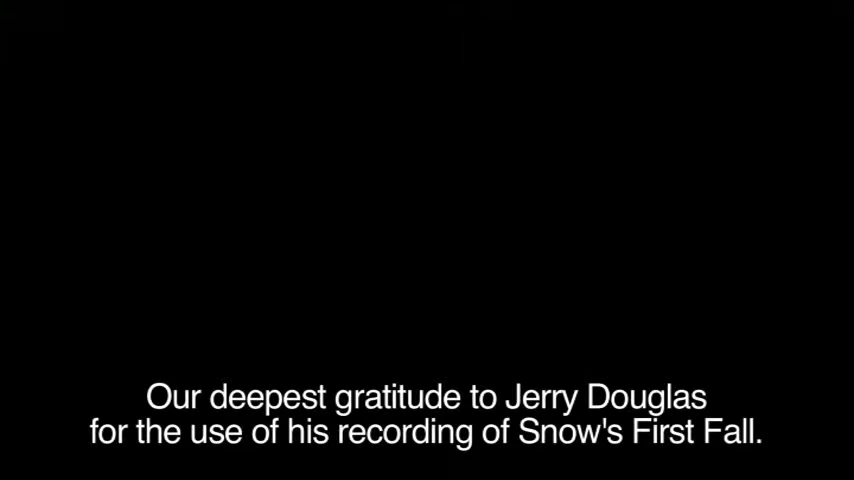 Our deepest gratitude to Jerry Douglas
for the use of his recording of Snow's First Fall.